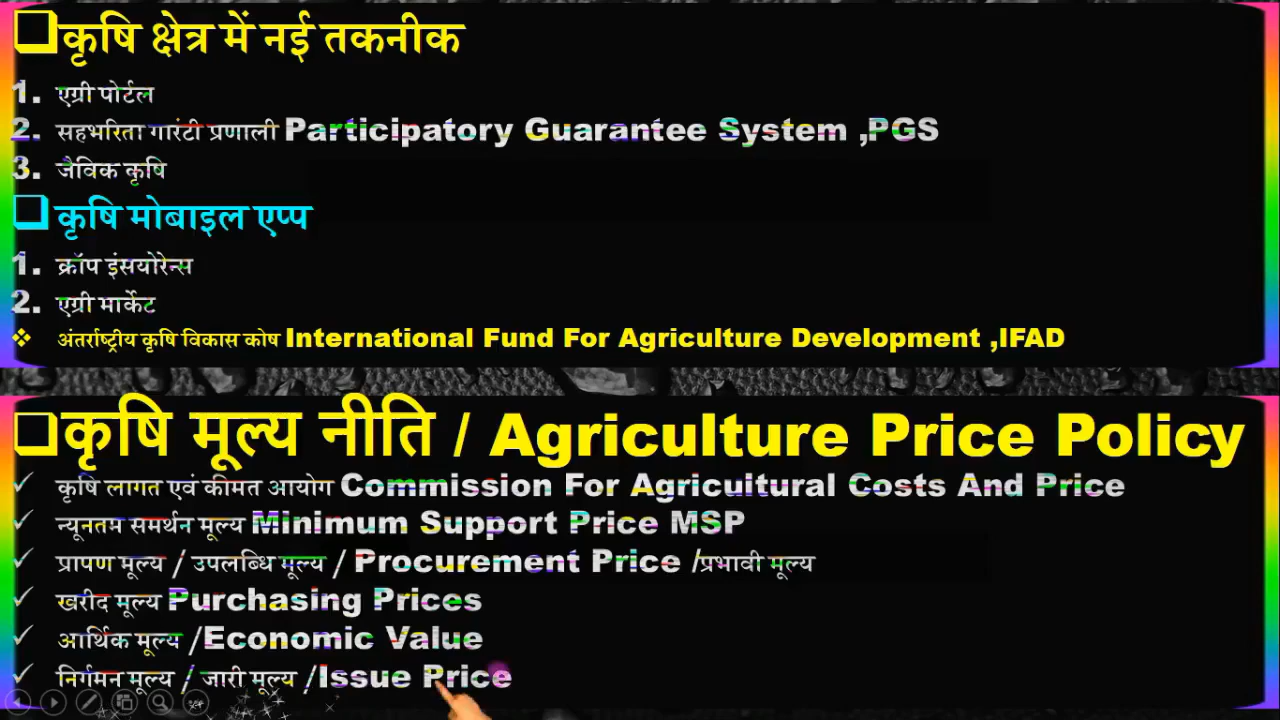 कृषि क्षेत्र में नई तकनीक
1. एग्री पोर्टल
2. सहभरिता गारंटी प्रणाली Participatory Guarantee System ,PGS
3. जैविक कृषि
कृषि मोबाइल एप्प
1. क्रॉप इंसयोरेन्स
2. एग्री मार्केट
❖ अंतर्राष्ट्रीय कृषि विकास कोष International Fund For Agriculture Development ,IFAD
कृषि मूल्य नीति / Agriculture Price Policy
✓ कृषि लागत एवं कीमत आयोग Commission For Agricultural Costs And Price
✓ न्यूनतम समर्थन मूल्य Minimum Support Price MSP
✓ प्रापण मूल्य / उपलब्धि मूल्य / Procurement Price /प्रभावी मूल्य
✓ खरीद मूल्य Purchasing Prices
✓ आर्थिक मूल्य /Economic Value
✓ निर्गमन मूल्य / जारी मूल्य /Issue Price